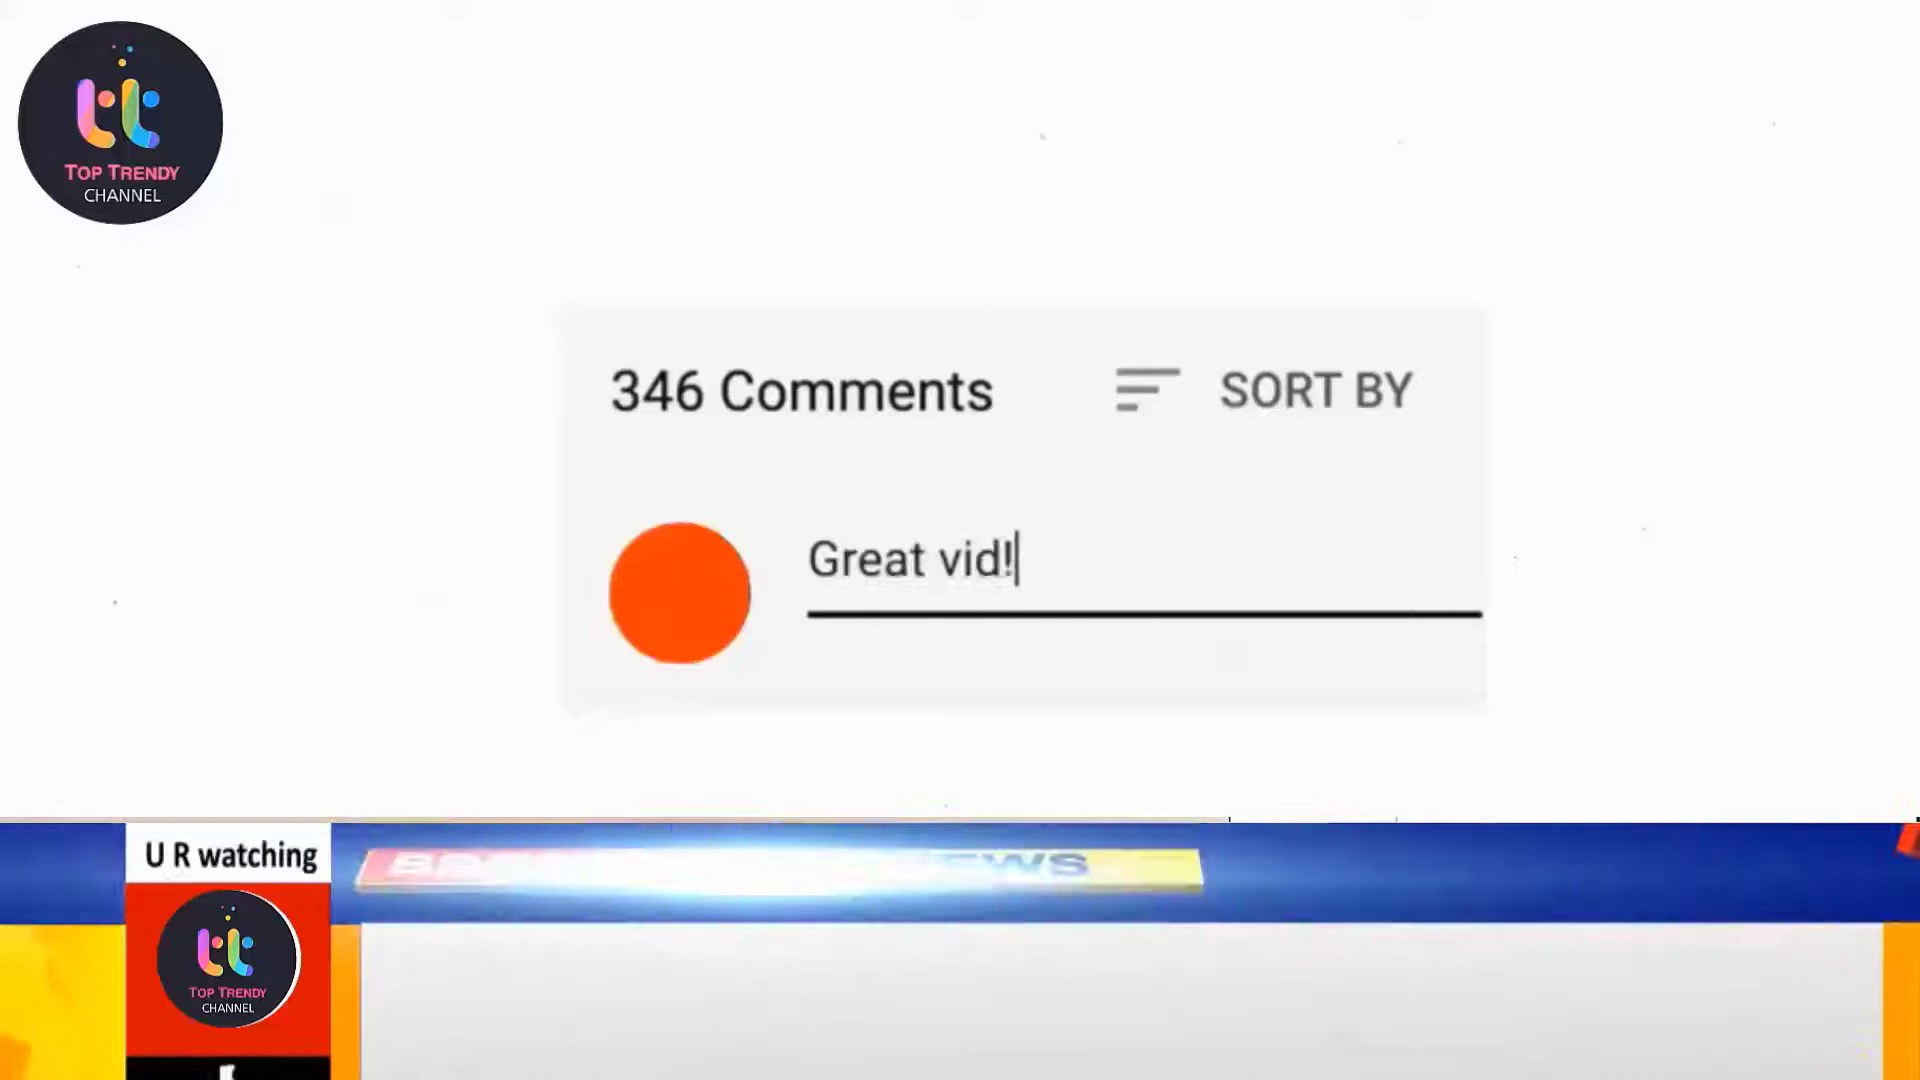 TOP TRENDY
CHANNEL
346 Comments
SORT BY
Great vid!
U R watching
TOP TRENDY
CHANNEL